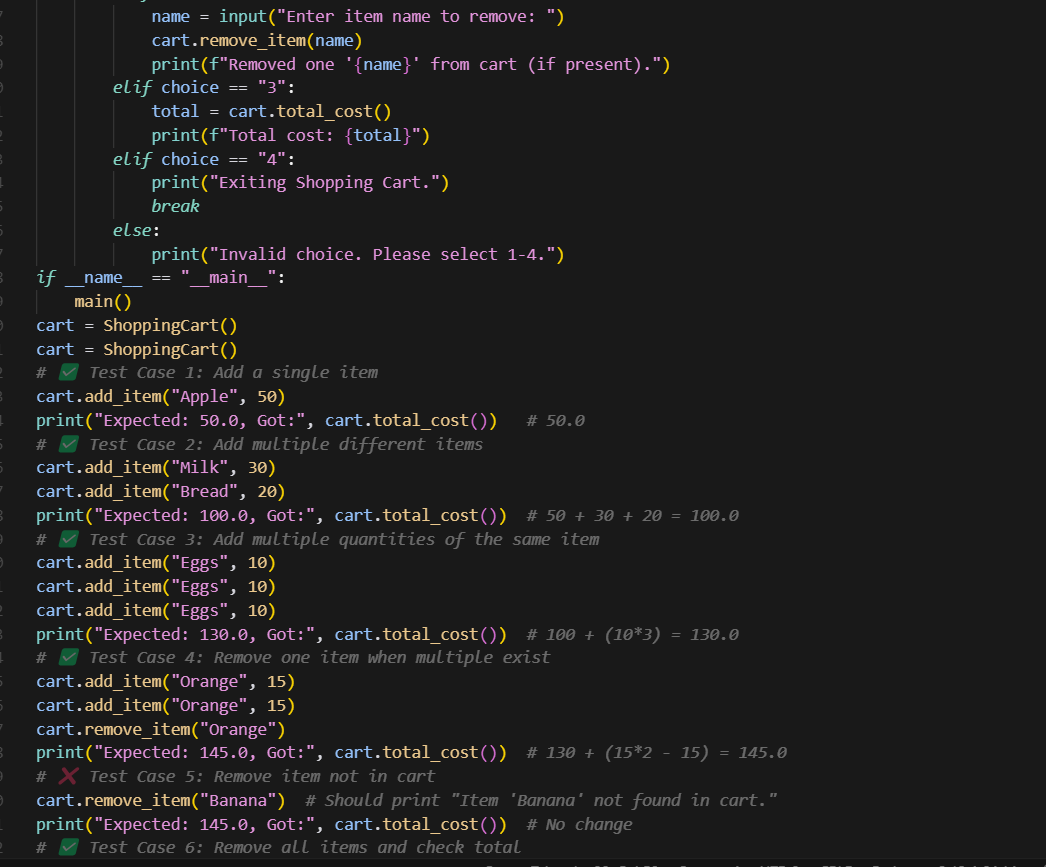 name = input("Enter item name to remove: ")
cart.remove_item(name)
print(f"Removed one '{name}' from cart (if present).")
elif choice == "3":
total = cart.total_cost()
print(f"Total cost: {total}")
elif choice == "4":
print("Exiting Shopping Cart.")
break
else:
print("Invalid choice. Please select 1-4.")
if __name__ == "__main__":
main()
cart = ShoppingCart()
cart = ShoppingCart()
# ✅ Test Case 1: Add a single item
cart.add_item("Apple", 50)
print("Expected: 50.0, Got:", cart.total_cost())   # 50.0
# ✅ Test Case 2: Add multiple different items
cart.add_item("Milk", 30)
cart.add_item("Bread", 20)
print("Expected: 100.0, Got:", cart.total_cost())  # 50 + 30 + 20 = 100.0
# ✅ Test Case 3: Add multiple quantities of the same item
cart.add_item("Eggs", 10)
cart.add_item("Eggs", 10)
cart.add_item("Eggs", 10)
print("Expected: 130.0, Got:", cart.total_cost())  # 100 + (10*3) = 130.0
# ✅ Test Case 4: Remove one item when multiple exist
cart.add_item("Orange", 15)
cart.add_item("Orange", 15)
cart.remove_item("Orange")
print("Expected: 145.0, Got:", cart.total_cost())  # 130 + (15*2 - 15) = 145.0
# ❌ Test Case 5: Remove item not in cart
cart.remove_item("Banana")  # Should print "Item 'Banana' not found in cart."
print("Expected: 145.0, Got:", cart.total_cost())  # No change
# ✅ Test Case 6: Remove all items and check total